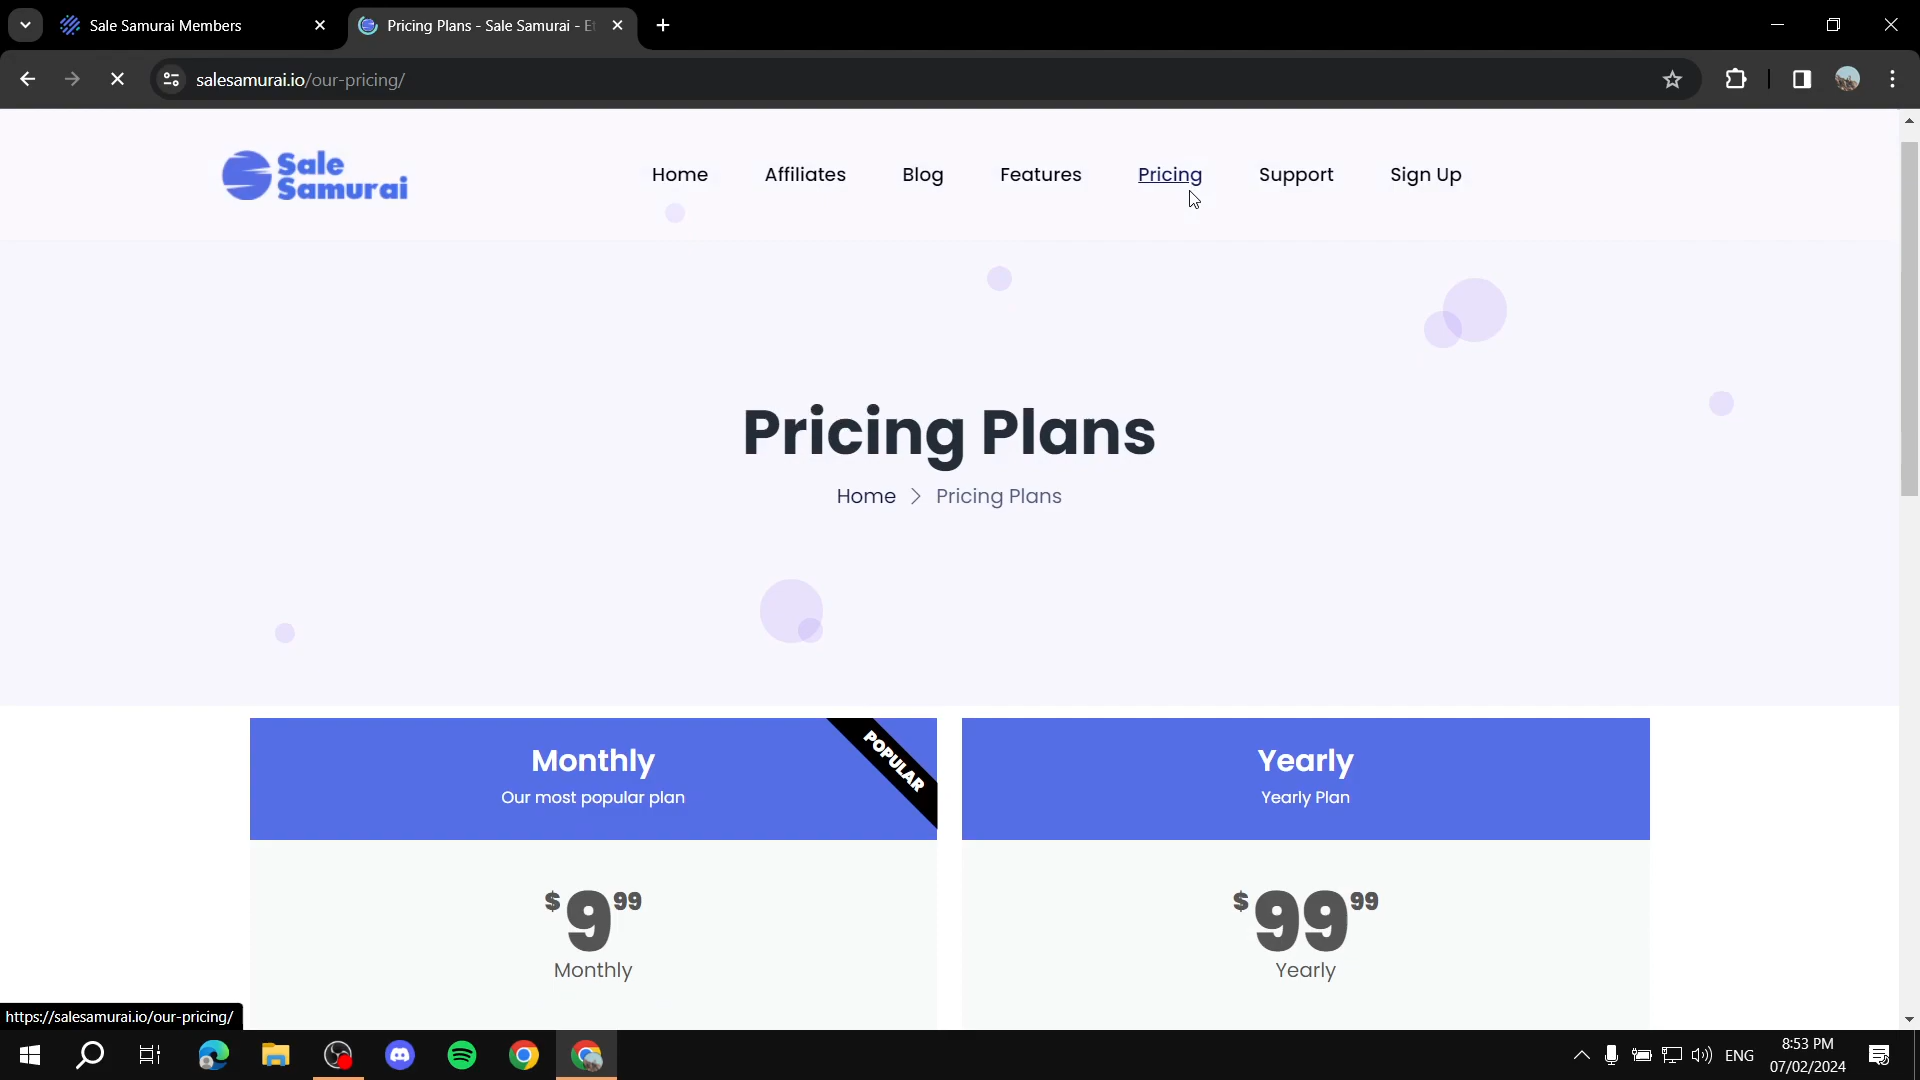 Sale Samurai Members
Pricing Plans - Sale Samurai - Et
salesamurai.io/our-pricing/
Sale
Samurai
Home
Affiliates
Blog
Features
Pricing
Support
Sign Up
Pricing Plans
Home
Pricing Plans
Monthly
Our most popular plan
POPULAR
$ 9 99
Monthly
Yearly
Yearly Plan
$ 99 99
Yearly
https://salesamurai.io/our-pricing/
ENG
8:53 PM
07/02/2024